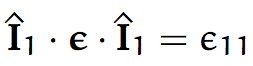 Î₁ · ϵ · Î₁ = ϵ₁₁